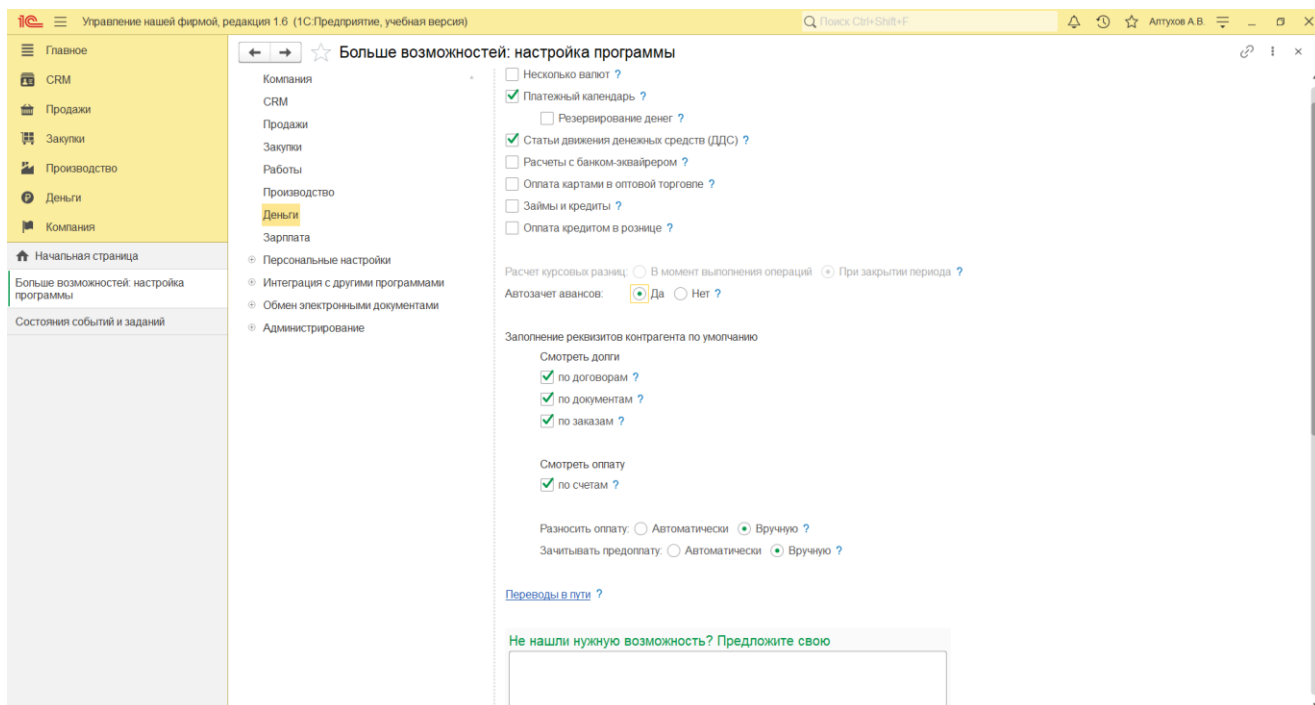 Управление нашей фирмой, редакция 1.6 (1С:Предприятие, учебная версия)
Поиск Ctrl+Shift+F
Алтухов А.В.
Главное
CRM
Продажи
Закупки
Производство
Деньги
Компания
Начальная страница
Больше возможностей: настройка
программы
Состояния событий и заданий
Больше возможностей: настройка программы
Компания
CRM
Продажи
Закупки
Работы
Производство
Деньги
Зарплата
Персональные настройки
Интеграция с другими программами
Обмен электронными документами
Администрирование
Несколько валют ?
Платежный календарь ?
Резервирование денег ?
Статьи движения денежных средств (ДДС) ?
Расчеты с банком-эквайрером ?
Оплата картами в оптовой торговле ?
Займы и кредиты ?
Оплата кредитом в рознице ?
Расчет курсовых разниц: В момент выполнения операций При закрытии периода ?
Автозачет авансов: Да Нет ?
Заполнение реквизитов контрагента по умолчанию
Смотреть долги
по договорам ?
по документам ?
по заказам ?
Смотреть оплату
по счетам ?
Разносить оплату: Автоматически Вручную ?
Зачитывать предоплату: Автоматически Вручную ?
Переводы в пути ?
Не нашли нужную возможность? Предложите свою